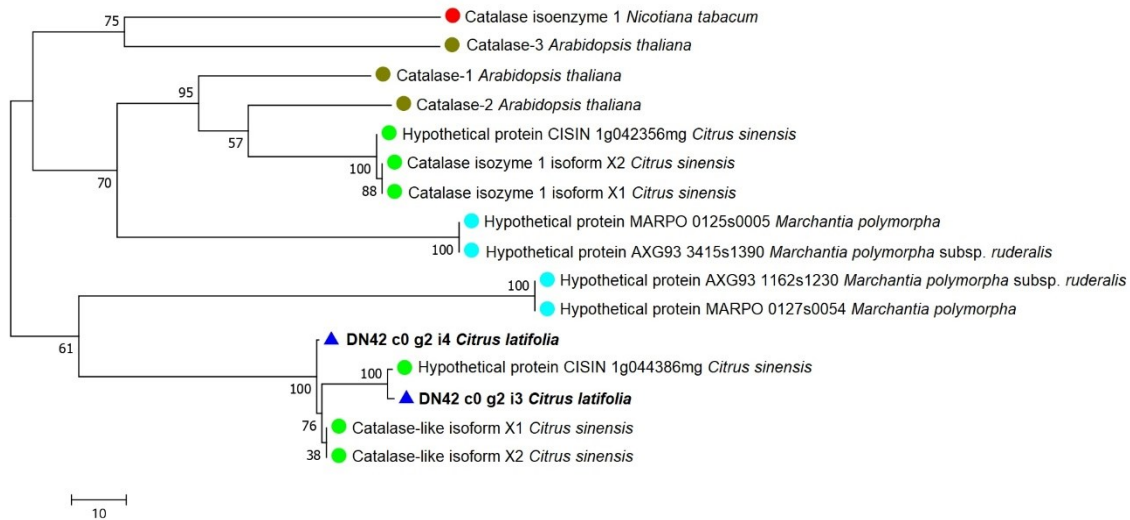 75
Catalase isoenzyme 1 Nicotiana tabacum
Catalase-3 Arabidopsis thaliana
Catalase-1 Arabidopsis thaliana
95
Catalase-2 Arabidopsis thaliana
57
Hypothetical protein CISIN 1g042356mg Citrus sinensis
100
Catalase isozyme 1 isoform X2 Citrus sinensis
88
Catalase isozyme 1 isoform X1 Citrus sinensis
70
Hypothetical protein MARPO 0125s0005 Marchantia polymorpha
100
Hypothetical protein AXG93 3415s1390 Marchantia polymorpha subsp. ruderalis
Hypothetical protein AXG93 1162s1230 Marchantia polymorpha subsp. ruderalis
100
Hypothetical protein MARPO 0127s0054 Marchantia polymorpha
61
DN42 c0 g2 i4 Citrus latifolia
100
Hypothetical protein CISIN 1g044386mg Citrus sinensis
100
DN42 c0 g2 i3 Citrus latifolia
76
Catalase-like isoform X1 Citrus sinensis
38
Catalase-like isoform X2 Citrus sinensis
10